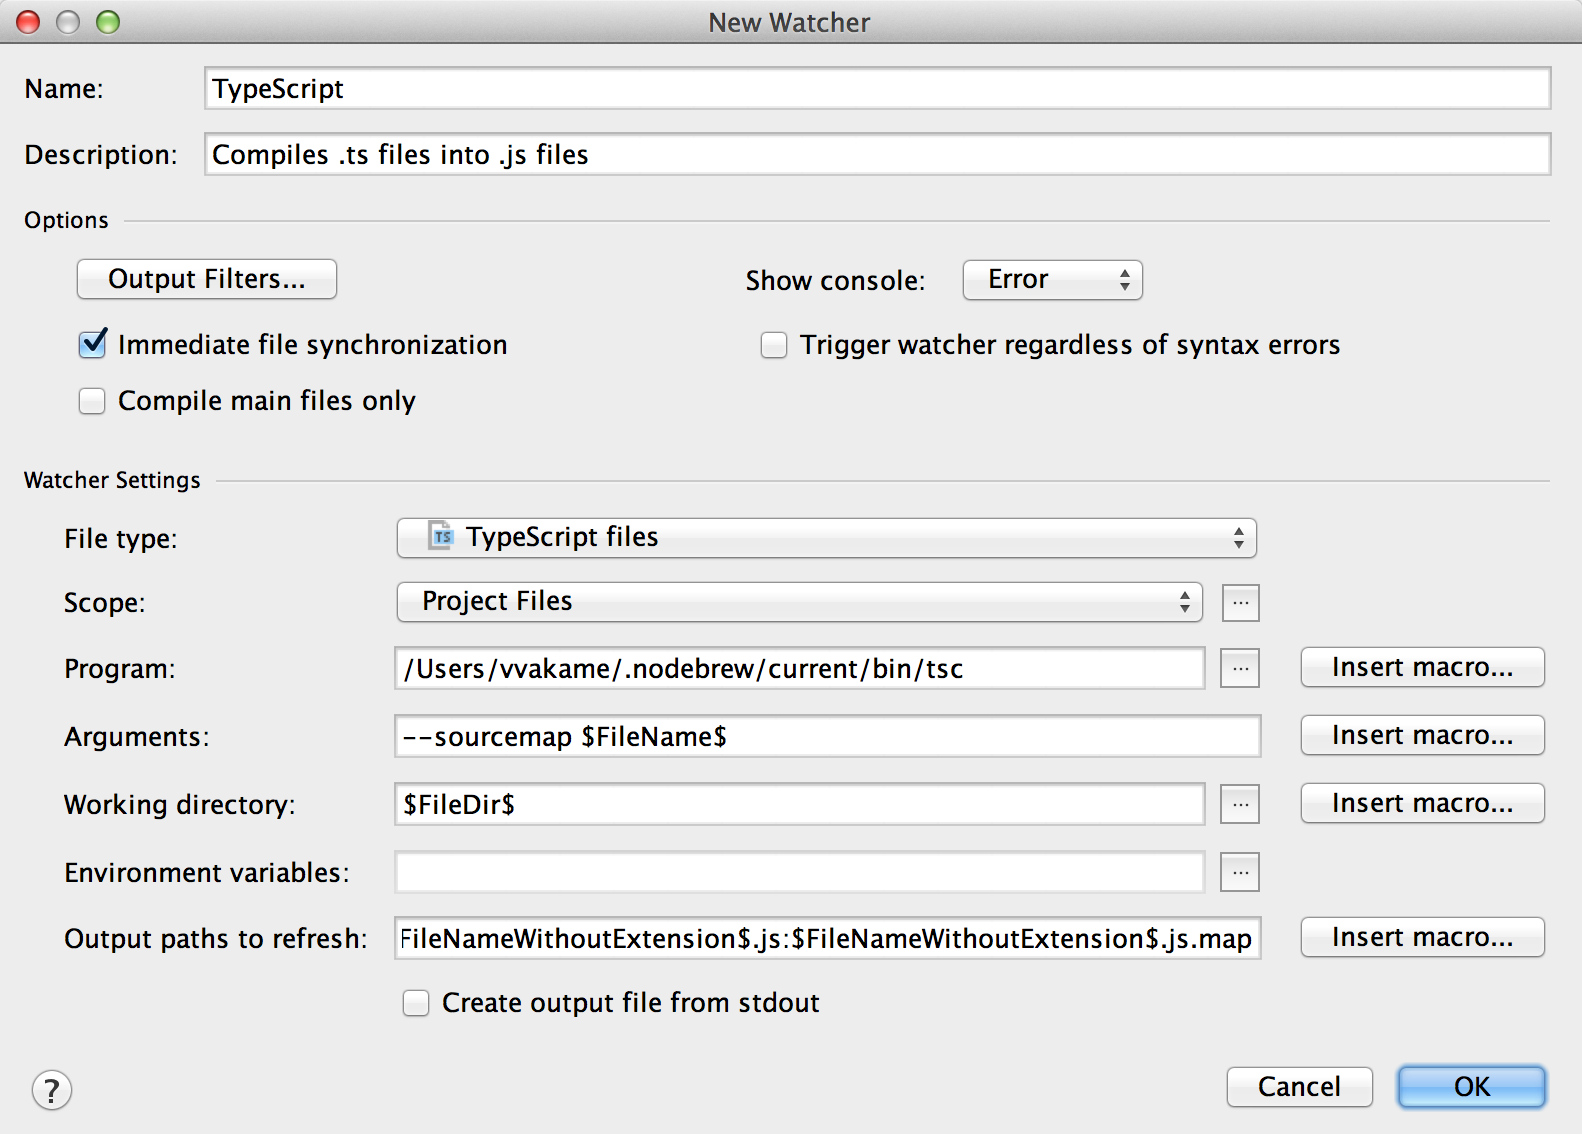 New Watcher
Name: TypeScript
Description: Compiles .ts files into .js files
Options
Output Filters... Show console: Error
Immediate file synchronization Trigger watcher regardless of syntax errors
Compile main files only
Watcher Settings
File type: TS TypeScript files
Scope: Project Files ...
Program: /Users/vvakame/.nodebrew/current/bin/tsc ... Insert macro...
Arguments: --sourcemap $FileName$ Insert macro...
Working directory: $FileDir$ ... Insert macro...
Environment variables: ...
Output paths to refresh: FileNameWithoutExtension$.js:$FileNameWithoutExtension$.js.map Insert macro...
Create output file from stdout
? Cancel OK